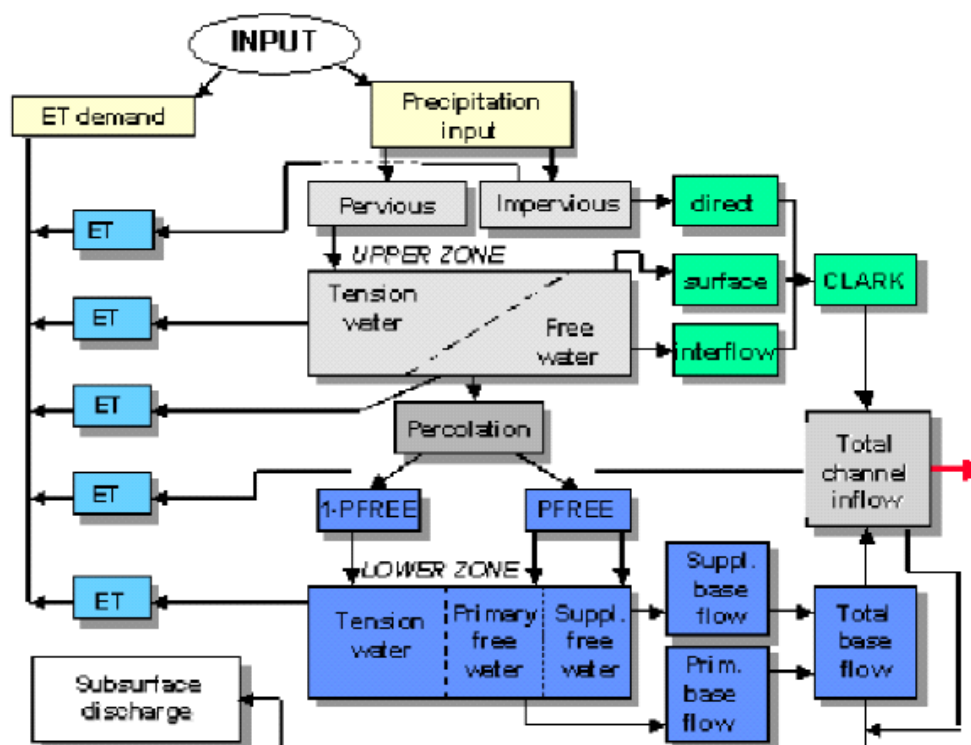 INPUT
ET demand
Precipitation
input
Pervious
Impervious
direct
ET
UPPER ZONE
Tension
water
Free
water
surface
CLARK
ET
interflow
ET
Percolation
Total
channel
inflow
ET
1-PFREE
PFREE
LOWER ZONE
ET
Tension
water
Primary
free
water
Suppl.
free
water
Suppl.
base
flow
Total
base
flow
Prim.
base
flow
Subsurface
discharge